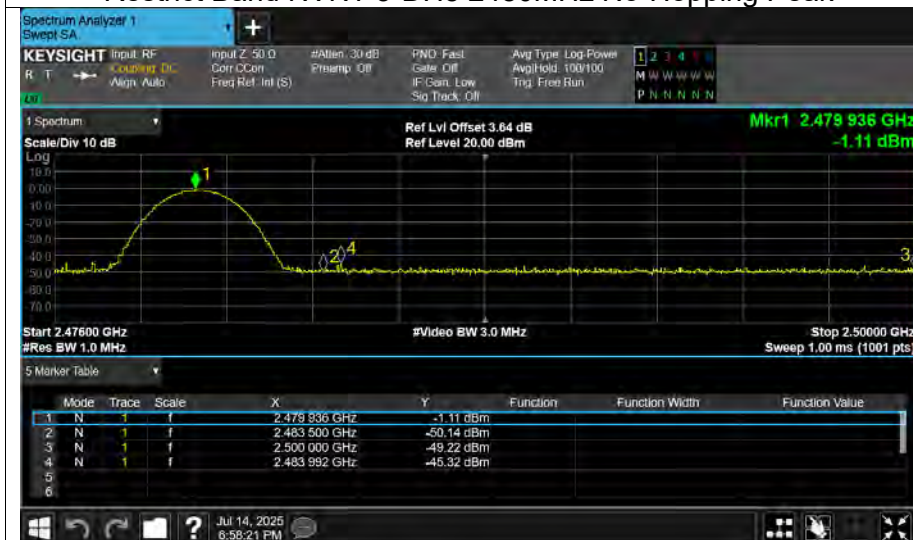 Spectrum Analyzer 1
Swept SA
+
KEYSIGHT Input: RF Input Z: 50 Ω #Atten: 30 dB PNO: Fast Avg Type: Log-Power 1 2 3 4 5 6
R T Coupling: DC Corr CCorr Preamp: Off Gate: Off Avg|Hold: 100/100 M W W W W W
Align: Auto Freq Ref: Int (S) IF Gain: Low Trig: Free Run
Sig Track: Off P N N N N N
1 Spectrum Ref Lvl Offset 3.64 dB Mkr1 2.479 936 GHz
Scale/Div 10 dB Ref Level 20.00 dBm -1.11 dBm
Log
10.0
0.00
-10.0
-20.0
-30.0
-40.0
-50.0
-60.0
-70.0
1
2
4
3
Start 2.47600 GHz #Video BW 3.0 MHz Stop 2.50000 GHz
#Res BW 1.0 MHz Sweep 1.00 ms (1001 pts)
5 Marker Table
Mode Trace Scale X Y Function Function Width Function Value
1 N 1 f 2.479 936 GHz -1.11 dBm
2 N 1 f 2.483 500 GHz -50.14 dBm
3 N 1 f 2.500 000 GHz -49.22 dBm
4 N 1 f 2.483 992 GHz -45.32 dBm
5
6
? Jul 14, 2025
6:58:21 PM